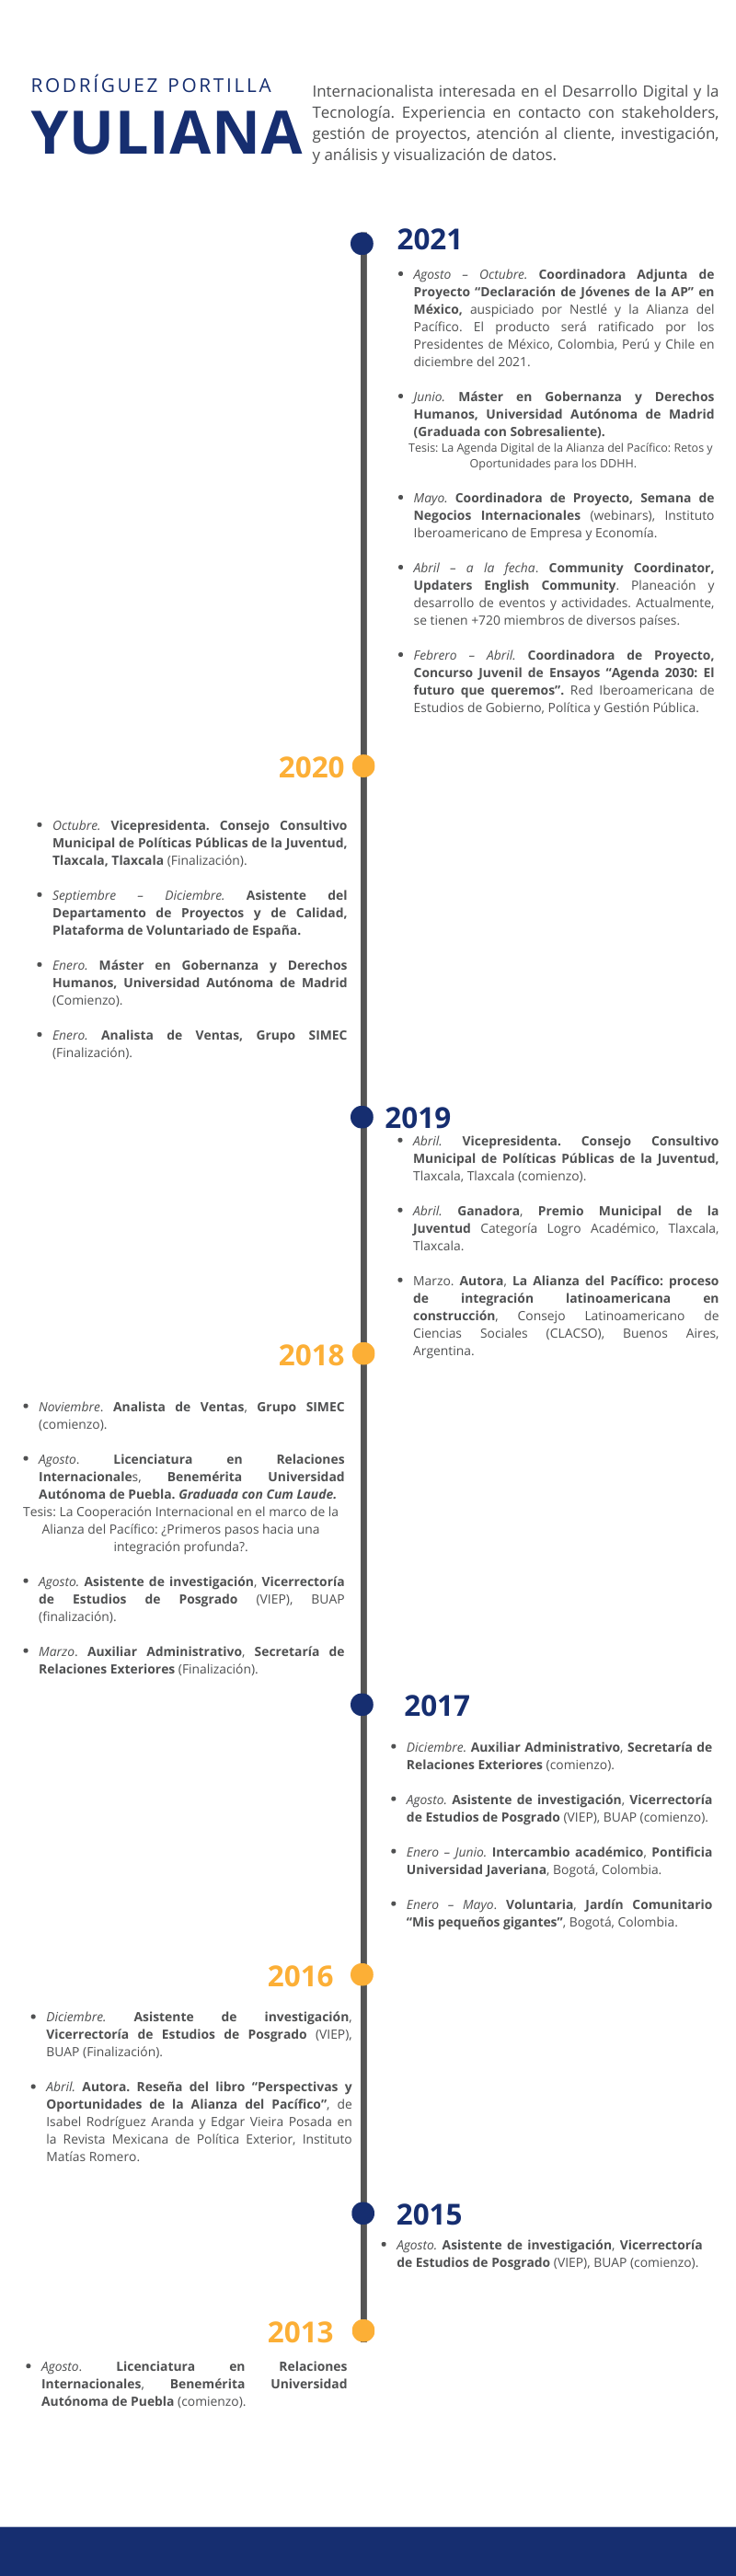 RODRÍGUEZ PORTILLA
YULIANA
Internacionalista interesada en el Desarrollo Digital y la
Tecnología. Experiencia en contacto con stakeholders,
gestión de proyectos, atención al cliente, investigación,
y análisis y visualización de datos.
2021
• Agosto – Octubre. Coordinadora Adjunta de
Proyecto “Declaración de Jóvenes de la AP” en
México, auspiciado por Nestlé y la Alianza del
Pacífico. El producto será ratificado por los
Presidentes de México, Colombia, Perú y Chile en
diciembre del 2021.
• Junio. Máster en Gobernanza y Derechos
Humanos, Universidad Autónoma de Madrid
(Graduada con Sobresaliente).
Tesis: La Agenda Digital de la Alianza del Pacífico: Retos y
Oportunidades para los DDHH.
• Mayo. Coordinadora de Proyecto, Semana de
Negocios Internacionales (webinars), Instituto
Iberoamericano de Empresa y Economía.
• Abril – a la fecha. Community Coordinator,
Updaters English Community. Planeación y
desarrollo de eventos y actividades. Actualmente,
se tienen +720 miembros de diversos países.
• Febrero – Abril. Coordinadora de Proyecto,
Concurso Juvenil de Ensayos “Agenda 2030: El
futuro que queremos”. Red Iberoamericana de
Estudios de Gobierno, Política y Gestión Pública.
2020
• Octubre. Vicepresidenta. Consejo Consultivo
Municipal de Políticas Públicas de la Juventud,
Tlaxcala, Tlaxcala (Finalización).
• Septiembre – Diciembre. Asistente del
Departamento de Proyectos y de Calidad,
Plataforma de Voluntariado de España.
• Enero. Máster en Gobernanza y Derechos
Humanos, Universidad Autónoma de Madrid
(Comienzo).
• Enero. Analista de Ventas, Grupo SIMEC
(Finalización).
2019
• Abril. Vicepresidenta. Consejo Consultivo
Municipal de Políticas Públicas de la Juventud,
Tlaxcala, Tlaxcala (comienzo).
• Abril. Ganadora, Premio Municipal de la
Juventud Categoría Logro Académico, Tlaxcala,
Tlaxcala.
• Marzo. Autora, La Alianza del Pacífico: proceso
de integración latinoamericana en
construcción, Consejo Latinoamericano de
Ciencias Sociales (CLACSO), Buenos Aires,
Argentina.
2018
• Noviembre. Analista de Ventas, Grupo SIMEC
(comienzo).
• Agosto. Licenciatura en Relaciones
Internacionales, Benemérita Universidad
Autónoma de Puebla. Graduada con Cum Laude.
Tesis: La Cooperación Internacional en el marco de la
Alianza del Pacífico: ¿Primeros pasos hacia una
integración profunda?.
• Agosto. Asistente de investigación, Vicerrectoría
de Estudios de Posgrado (VIEP), BUAP
(finalización).
• Marzo. Auxiliar Administrativo, Secretaría de
Relaciones Exteriores (Finalización).
2017
• Diciembre. Auxiliar Administrativo, Secretaría de
Relaciones Exteriores (comienzo).
• Agosto. Asistente de investigación, Vicerrectoría
de Estudios de Posgrado (VIEP), BUAP (comienzo).
• Enero – Junio. Intercambio académico, Pontificia
Universidad Javeriana, Bogotá, Colombia.
• Enero – Mayo. Voluntaria, Jardín Comunitario
“Mis pequeños gigantes”, Bogotá, Colombia.
2016
• Diciembre. Asistente de investigación,
Vicerrectoría de Estudios de Posgrado (VIEP),
BUAP (Finalización).
• Abril. Autora. Reseña del libro “Perspectivas y
Oportunidades de la Alianza del Pacífico”, de
Isabel Rodríguez Aranda y Edgar Vieira Posada en
la Revista Mexicana de Política Exterior, Instituto
Matías Romero.
2015
• Agosto. Asistente de investigación, Vicerrectoría
de Estudios de Posgrado (VIEP), BUAP (comienzo).
2013
• Agosto. Licenciatura en Relaciones
Internacionales, Benemérita Universidad
Autónoma de Puebla (comienzo).